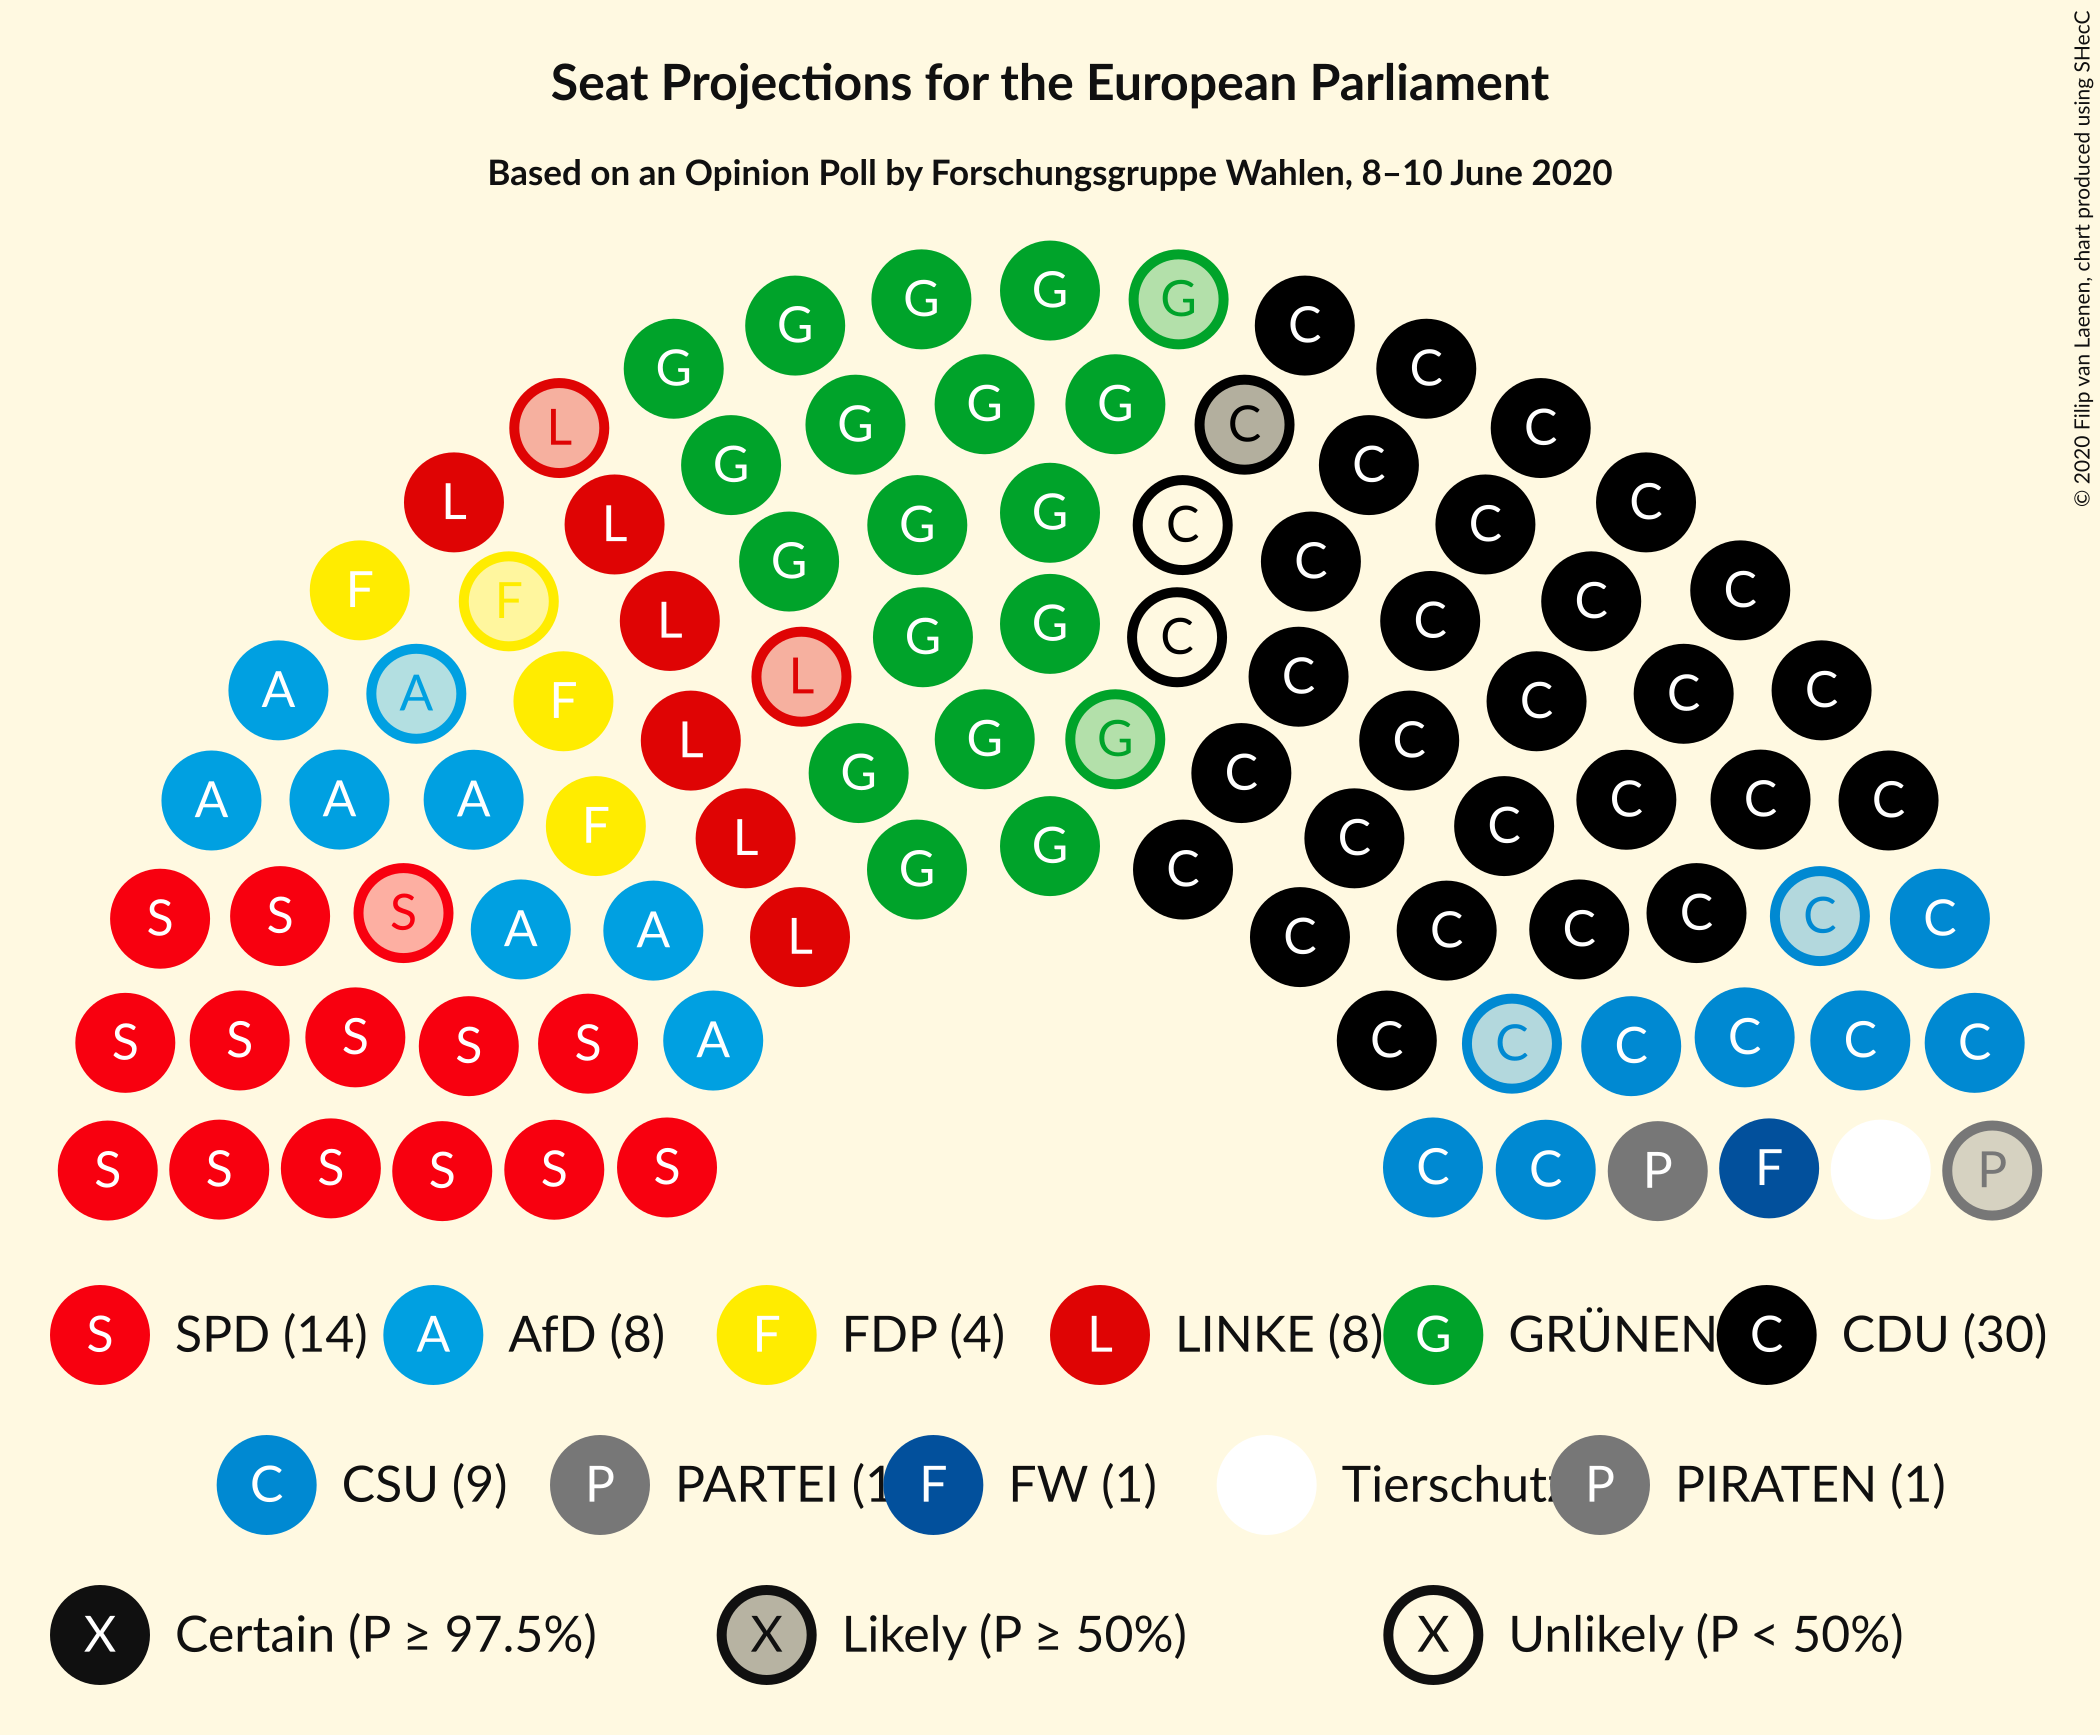 Seat Projections for the European Parliament
Based on an Opinion Poll by Forschungsgruppe Wahlen, 8–10 June 2020
© 2020 Filip van Laenen, chart produced using SHecC
G G G G C
G C
L G G G C C
G C
L L G G C C C
F F G C C C
L G G C C
A A F L C C C C
L G G C
A A A G C C C C
F L G C C
S S S A A L G C C C C C C C
S S S S S A C C C C C C
S S S S S S C C P F P
S SPD (14) A AfD (8) F FDP (4) L LINKE (8) G GRÜNEN C CDU (30)
C CSU (9) P PARTEI (1 F FW (1) Tierschutz P PIRATEN (1)
X Certain (P ≥ 97.5%) X Likely (P ≥ 50%) X Unlikely (P < 50%)